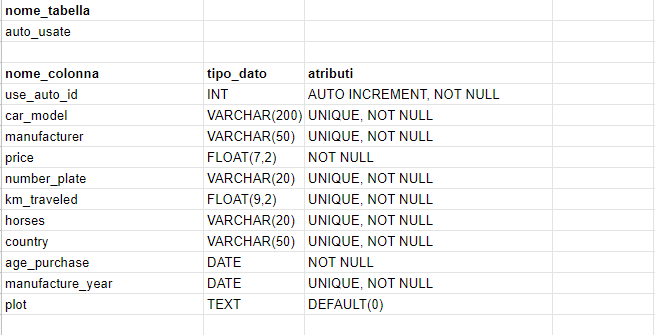 nome_tabella
auto_usate
nome_colonna tipo_dato atributi
use_auto_id INT AUTO INCREMENT, NOT NULL
car_model VARCHAR(200) UNIQUE, NOT NULL
manufacturer VARCHAR(50) UNIQUE, NOT NULL
price FLOAT(7,2) NOT NULL
number_plate VARCHAR(20) UNIQUE, NOT NULL
km_traveled FLOAT(9,2) UNIQUE, NOT NULL
horses VARCHAR(20) UNIQUE, NOT NULL
country VARCHAR(50) UNIQUE, NOT NULL
age_purchase DATE NOT NULL
manufacture_year DATE UNIQUE, NOT NULL
plot TEXT DEFAULT(0)